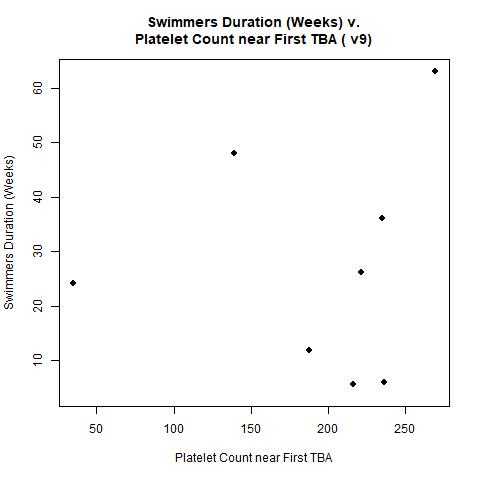 Swimmers Duration (Weeks) v.
Platelet Count near First TBA ( v9)
Swimmers Duration (Weeks)
60
50
40
30
20
10
50 100 150 200 250
Platelet Count near First TBA